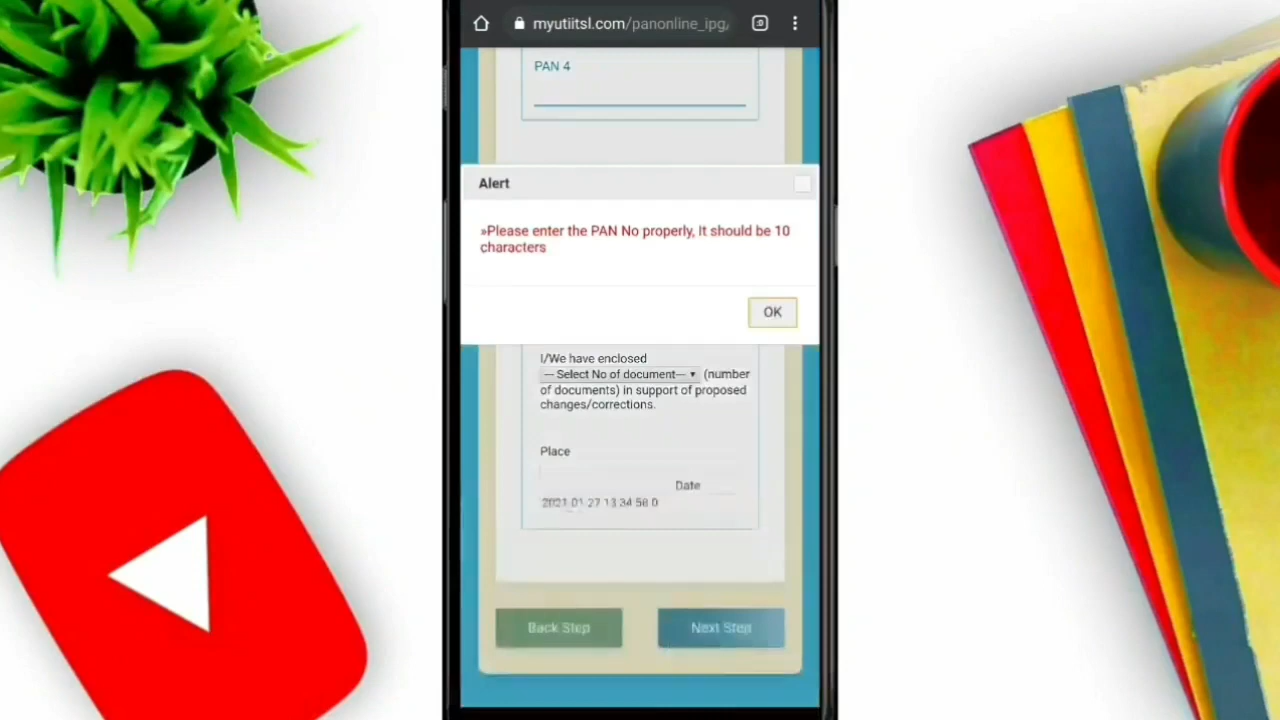 myutiitsl.com/panonline_ipg/
PAN 4
Alert
»Please enter the PAN No properly, It should be 10
characters
OK
I/We have enclosed
--- Select No of document--- (number
of documents) in support of proposed
changes/corrections.
Place
Date
2021 01 27 13 34 56 0
Back Step
Next Step